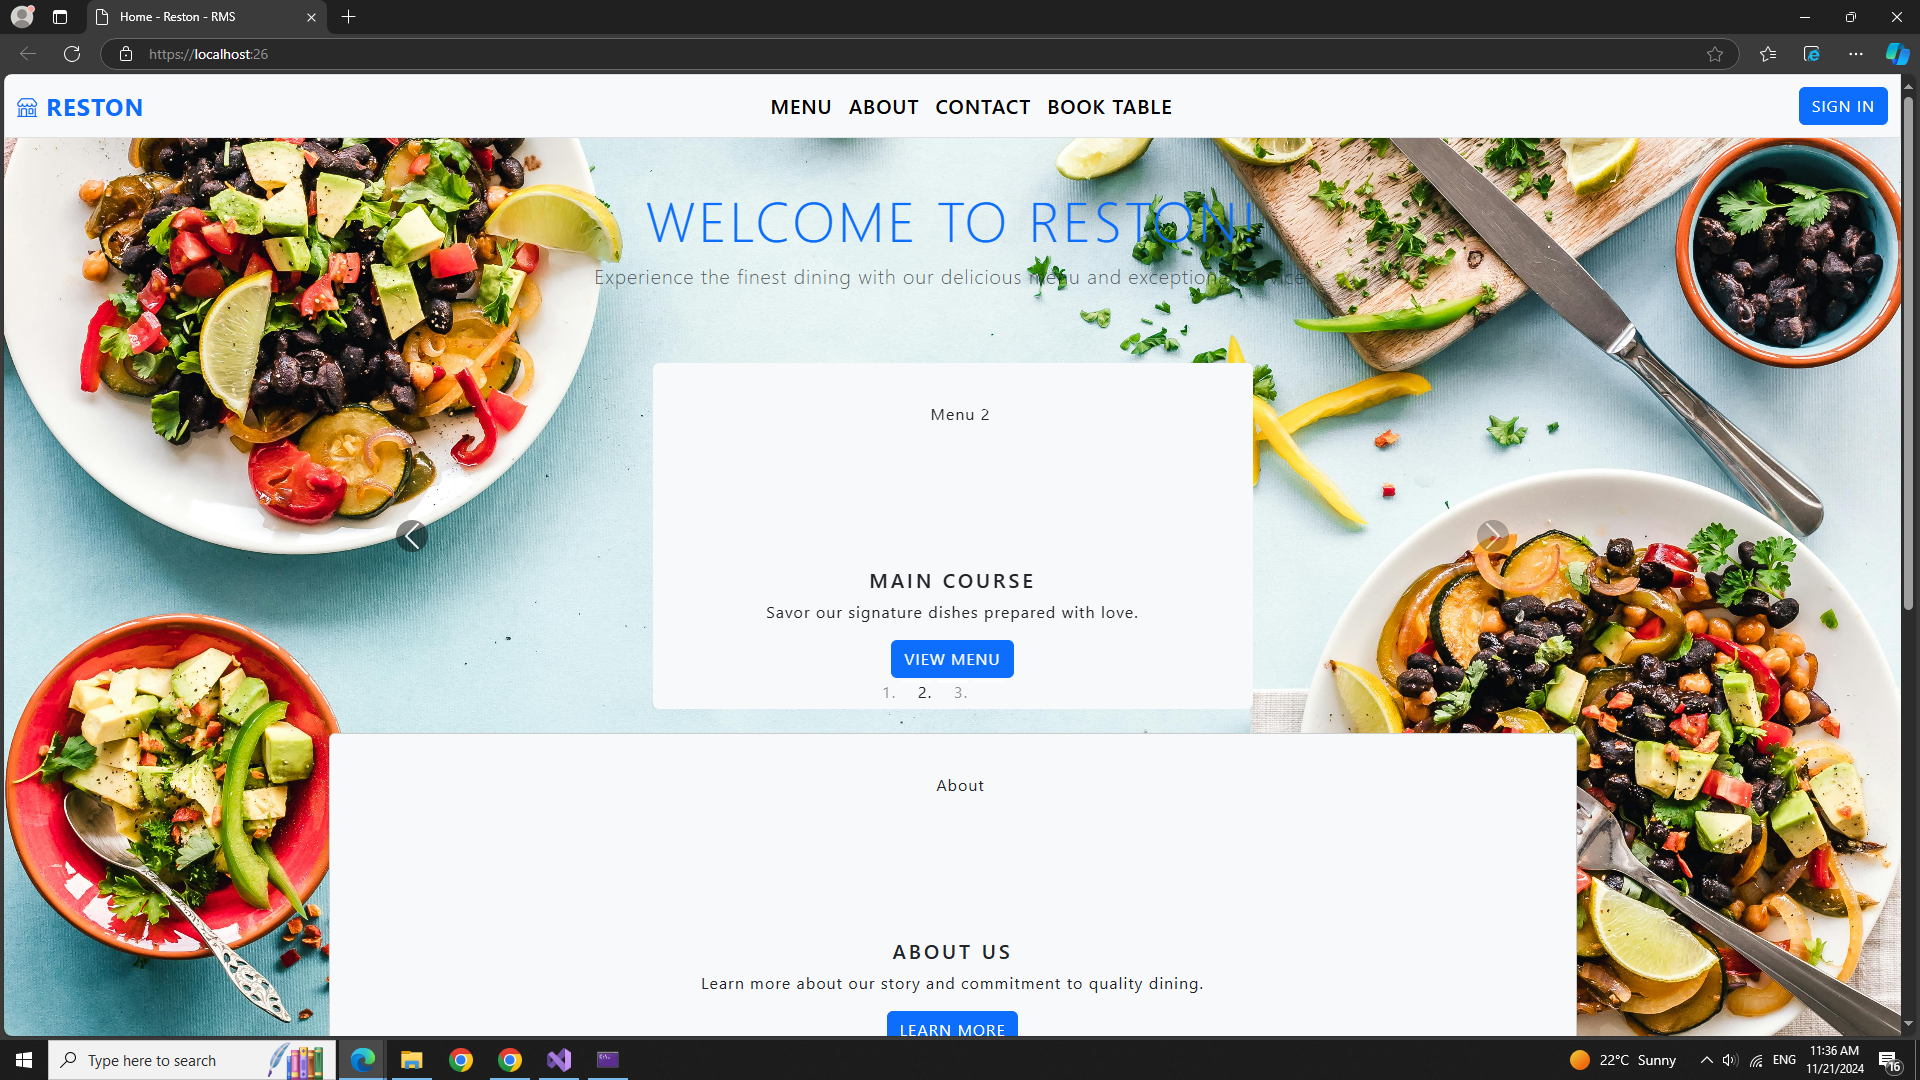 Home - Reston - RMS
https://localhost:26
RESTON
MENU ABOUT CONTACT BOOK TABLE
SIGN IN
WELCOME TO RESTON!
Experience the finest dining with our delicious menu and exceptional service
Menu 2
MAIN COURSE
Savor our signature dishes prepared with love.
VIEW MENU
1. 2. 3.
About
ABOUT US
Learn more about our story and commitment to quality dining.
LEARN MORE
Type here to search
22°C Sunny
ENG
11:36 AM
11/21/2024
16